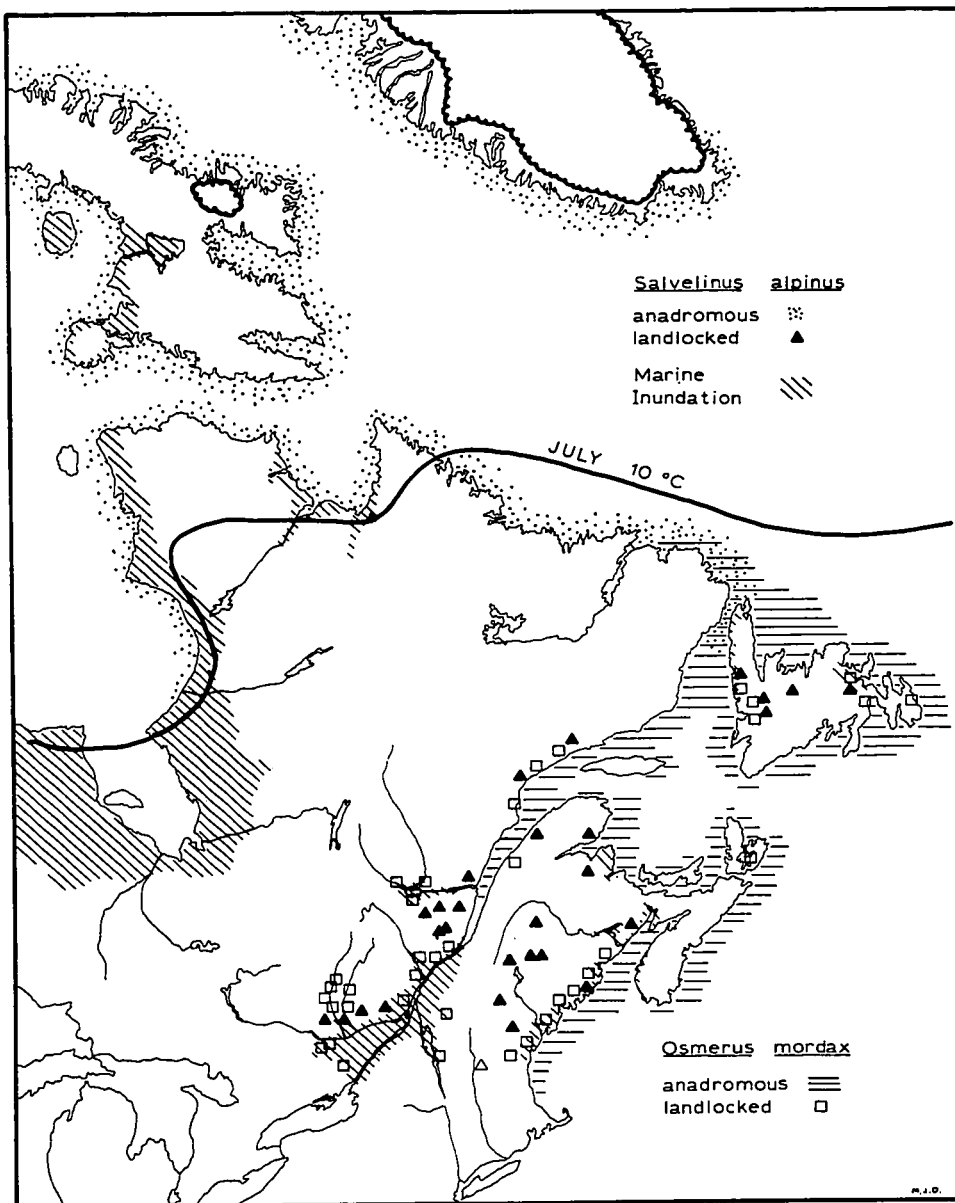 Salvelinus alpinus
anadromous
landlocked
Marine
Inundation
JULY 10 °C
Osmerus mordax
anadromous
landlocked
M.J.D.